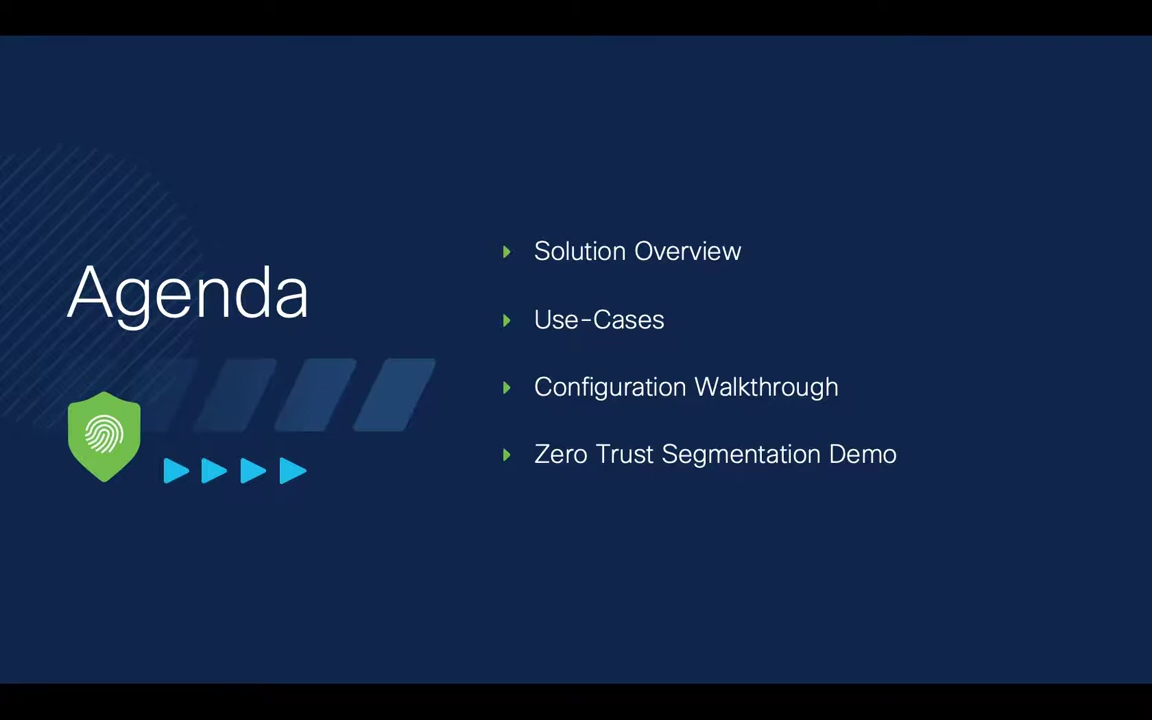 Agenda
Solution Overview
Use-Cases
Configuration Walkthrough
Zero Trust Segmentation Demo